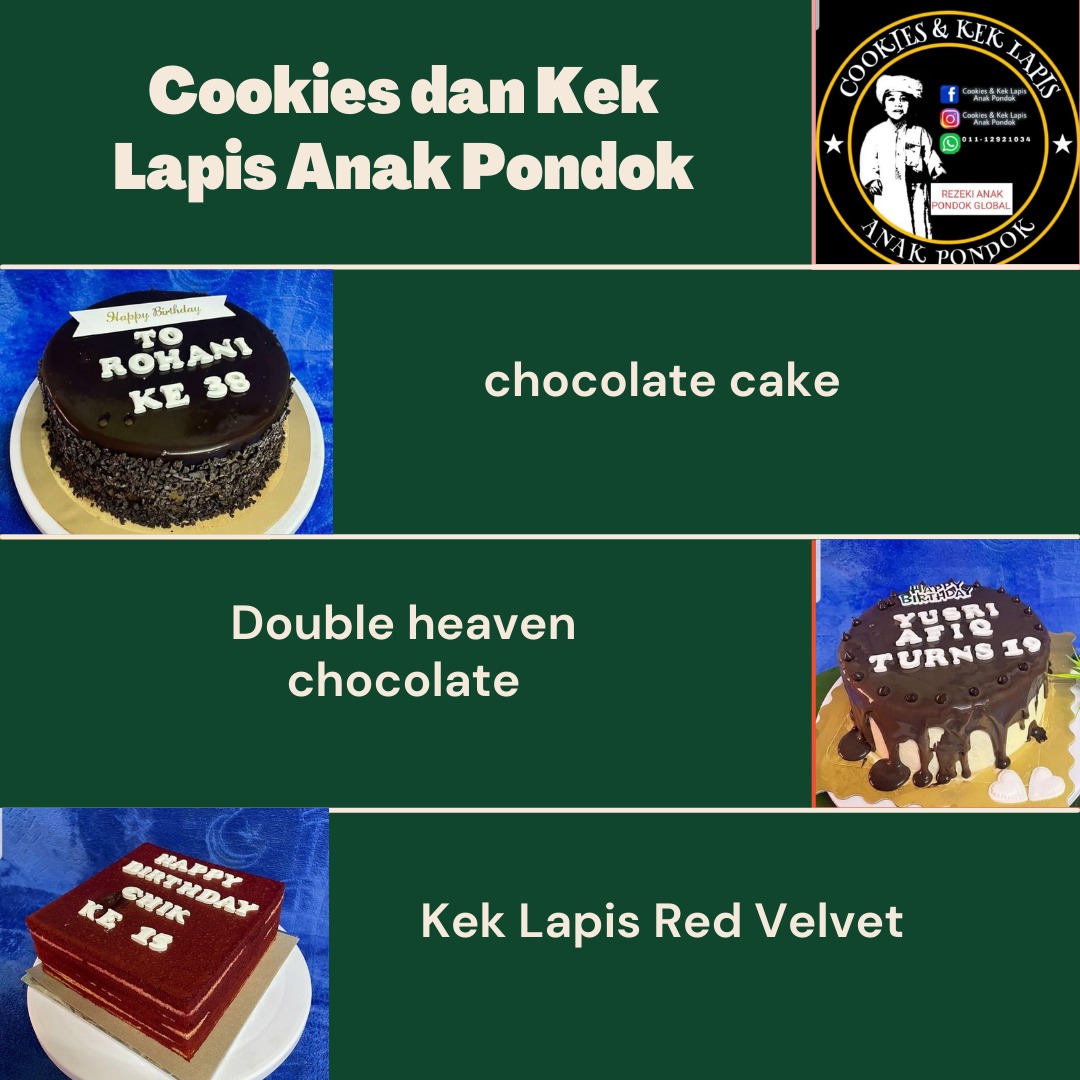 Cookies dan Kek
Lapis Anak Pondok
COOKIES & KEK LAPIS
Cookies & Kek Lapis
Anak Pondok
Cookies & Kek Lapis
Anak Pondok
011-12921034
REZEKI ANAK
PONDOK GLOBAL
ANAK PONDOK
Happy Birthday
TO
ROHANI
KE 38
chocolate cake
Double heaven
chocolate
HAPPY
BIRTHDAY
YUSRI
AFIQ
TURNS 19
HAPPY
BIRTHDAY
CHIK
KE 15
Kek Lapis Red Velvet